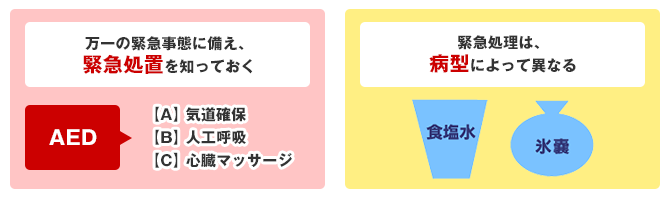 万一の緊急事態に備え、
緊急処置を知っておく
AED
【A】気道確保
【B】人工呼吸
【C】心臓マッサージ
緊急処理は、
病型によって異なる
食塩水
氷嚢